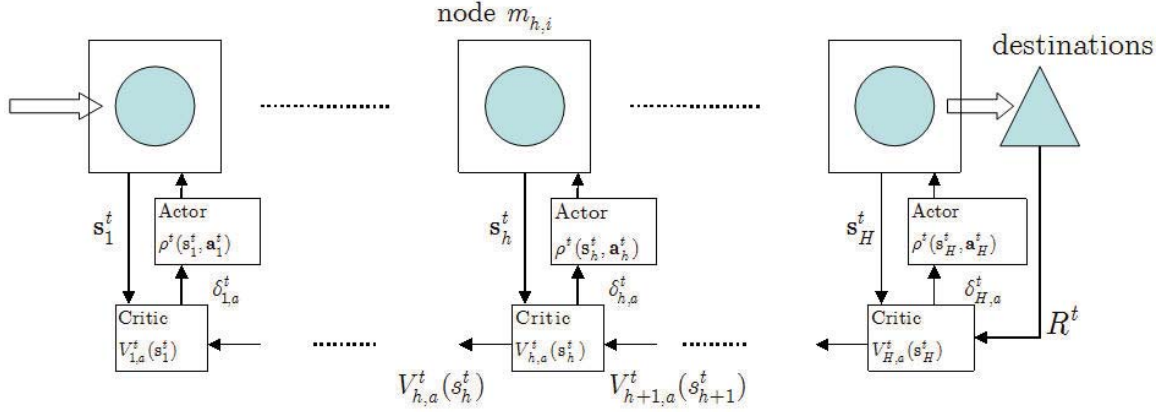 node m_{h,i}
destinations
s_1^t
Actor
ρ^t(s_1^t, a_1^t)
δ_{1,a}^t
Critic
V_{1,a}^t(s_1^t)
s_h^t
Actor
ρ^t(s_h^t, a_h^t)
δ_{h,a}^t
Critic
V_{h,a}^t(s_h^t)
s_H^t
Actor
ρ^t(s_H^t, a_H^t)
δ_{H,a}^t
Critic
V_{H,a}^t(s_H^t)
R^t
V_{h,a}^t(s_h^t)
V_{h+1,a}^t(s_{h+1}^t)